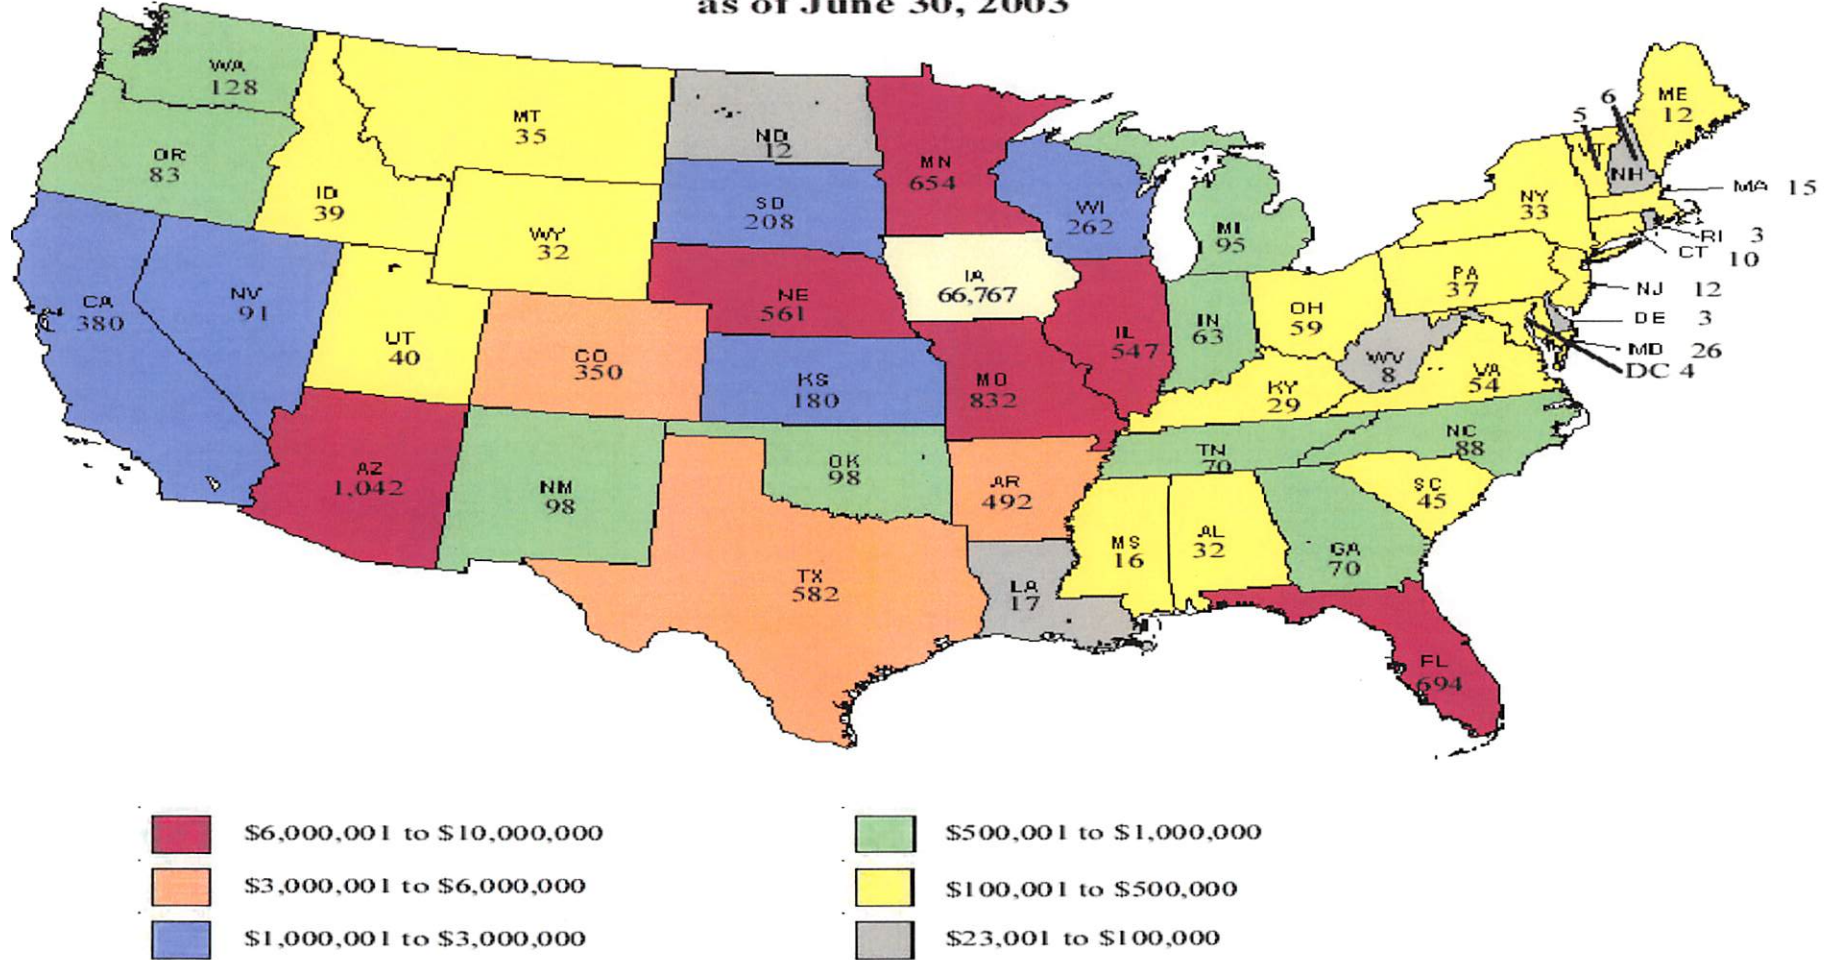 as of June 30, 2003
WA
128
OR
83
MT
35
ID
39
WY
32
ND
12
SD
208
MN
654
WI
262
MI
95
IA
66,767
NE
561
NV
91
CA
380
UT
40
CO
350
KS
180
MO
832
IL
547
IN
63
OH
59
PA
37
NY
33
5
6
VT
NH
ME
12
MA 15
RI 3
CT 10
NJ 12
DE 3
MD 26
DC 4
WV
8
VA
54
KY
29
TN
70
NC
88
SC
45
AZ
1,042
NM
98
OK
98
AR
492
TX
582
LA
17
MS
16
AL
32
GA
70
FL
694
$6,000,001 to $10,000,000
$3,000,001 to $6,000,000
$1,000,001 to $3,000,000
$500,001 to $1,000,000
$100,001 to $500,000
$23,001 to $100,000